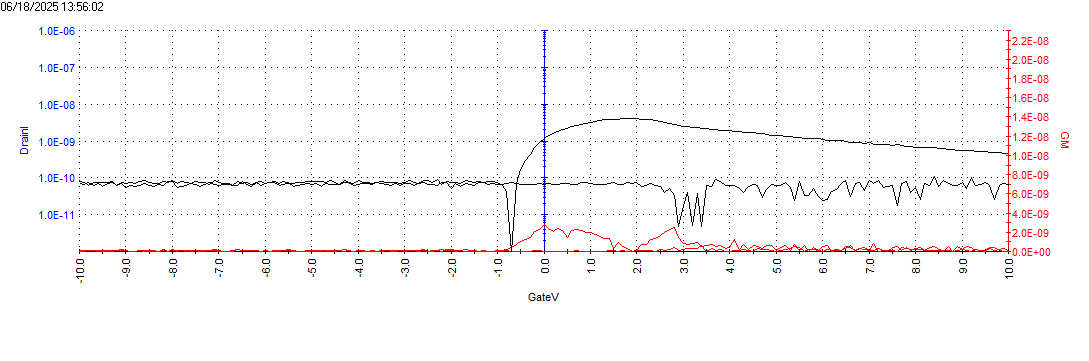 06/18/2025 13:56:02
1.0E-06
1.0E-07
1.0E-08
1.0E-09
1.0E-10
1.0E-11
DrainI
2.2E-08
2.0E-08
1.8E-08
1.6E-08
1.4E-08
1.2E-08
1.0E-08
8.0E-09
6.0E-09
4.0E-09
2.0E-09
0.0E+00
GM
-10.0 -9.0 -8.0 -7.0 -6.0 -5.0 -4.0 -3.0 -2.0 -1.0 0.0 1.0 2.0 3.0 4.0 5.0 6.0 7.0 8.0 9.0 10.0
GateV